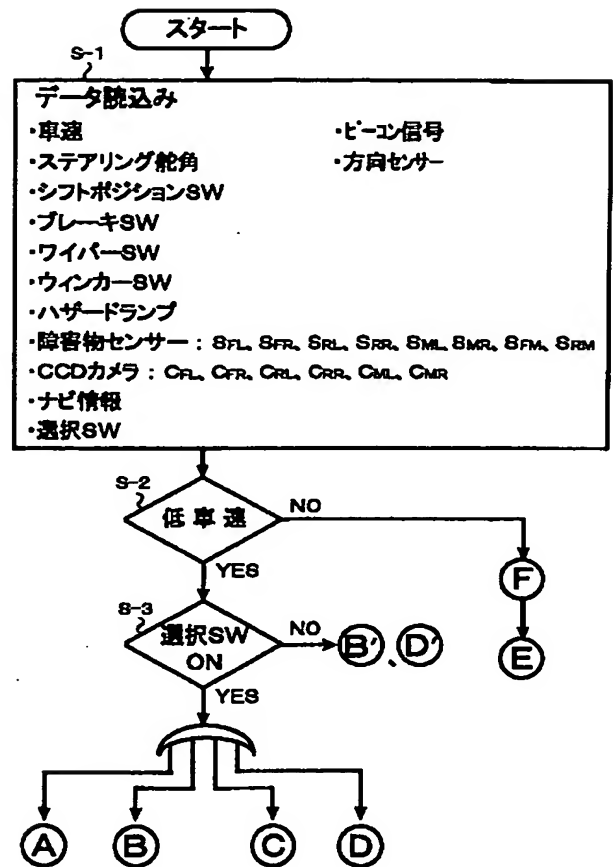 スタート
S-1
データ読込み
・車速
・ビーコン信号
・ステアリング舵角
・方向センサー
・シフトポジションSW
・ブレーキSW
・ワイパーSW
・ウィンカーSW
・ハザードランプ
・障害物センサー：SFL、SFR、SRL、SRR、SML、SMR、SFM、SRM
・CCDカメラ：CFL、CFR、CRL、CRR、CML、CMR
・ナビ情報
・選択SW
S-2
低車速
NO
YES
F
S-3
選択SW
ON
NO
B'、D'
E
YES
A B C D